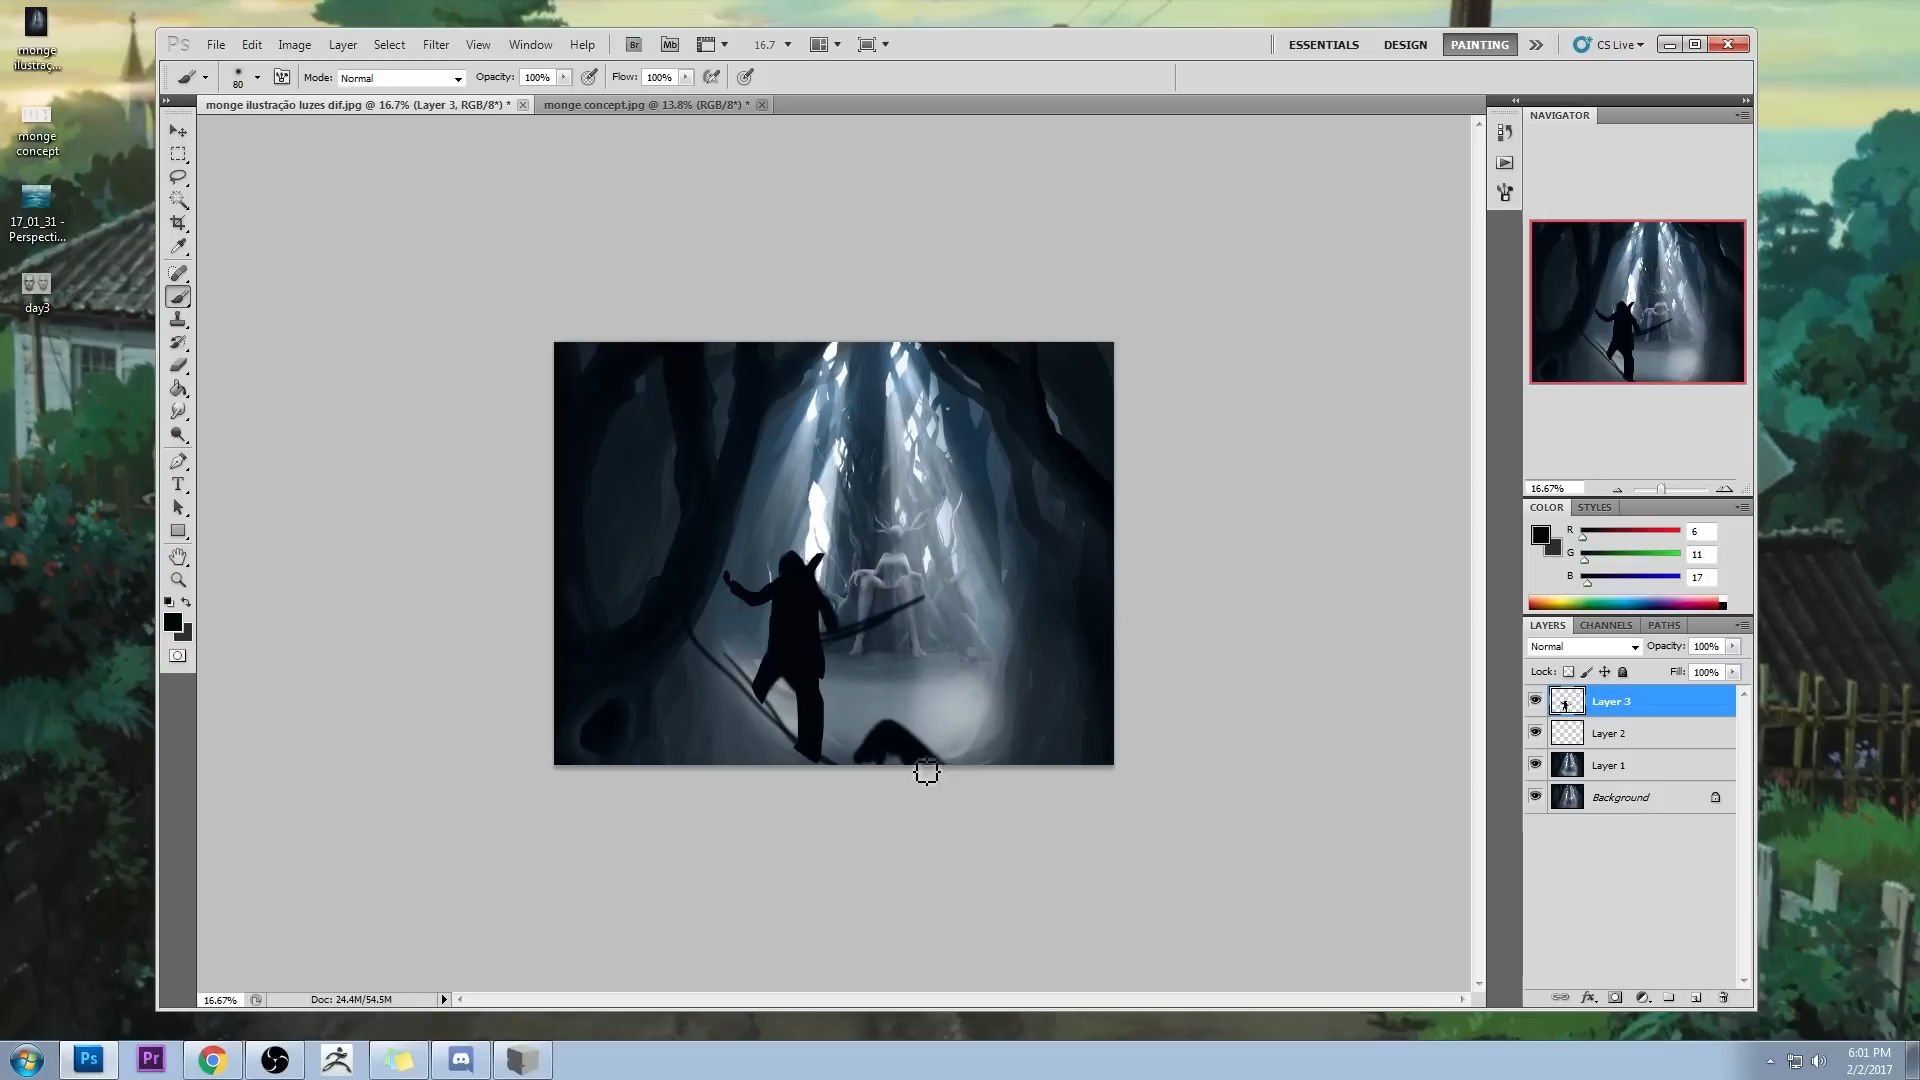 monge
ilustraç...
monge
concept
17_01_31 -
Perspecti...
day3
Ps
File Edit Image Layer Select Filter View Window Help
Br
Mb
16.7
ESSENTIALS
DESIGN
PAINTING
CS Live
80
Mode: Normal
Opacity: 100%
Flow: 100%
monge ilustração luzes dif.jpg @ 16.7% (Layer 3, RGB/8*) *
monge concept.jpg @ 13.8% (RGB/8*) *
NAVIGATOR
16.67%
COLOR STYLES
R 6
G 11
B 17
LAYERS CHANNELS PATHS
Normal
Opacity: 100%
Lock:
Fill: 100%
Layer 3
Layer 2
Layer 1
Background
T
16.67%
Doc: 24.4M/54.5M
fx
Ps
Pr
6:01 PM
2/2/2017